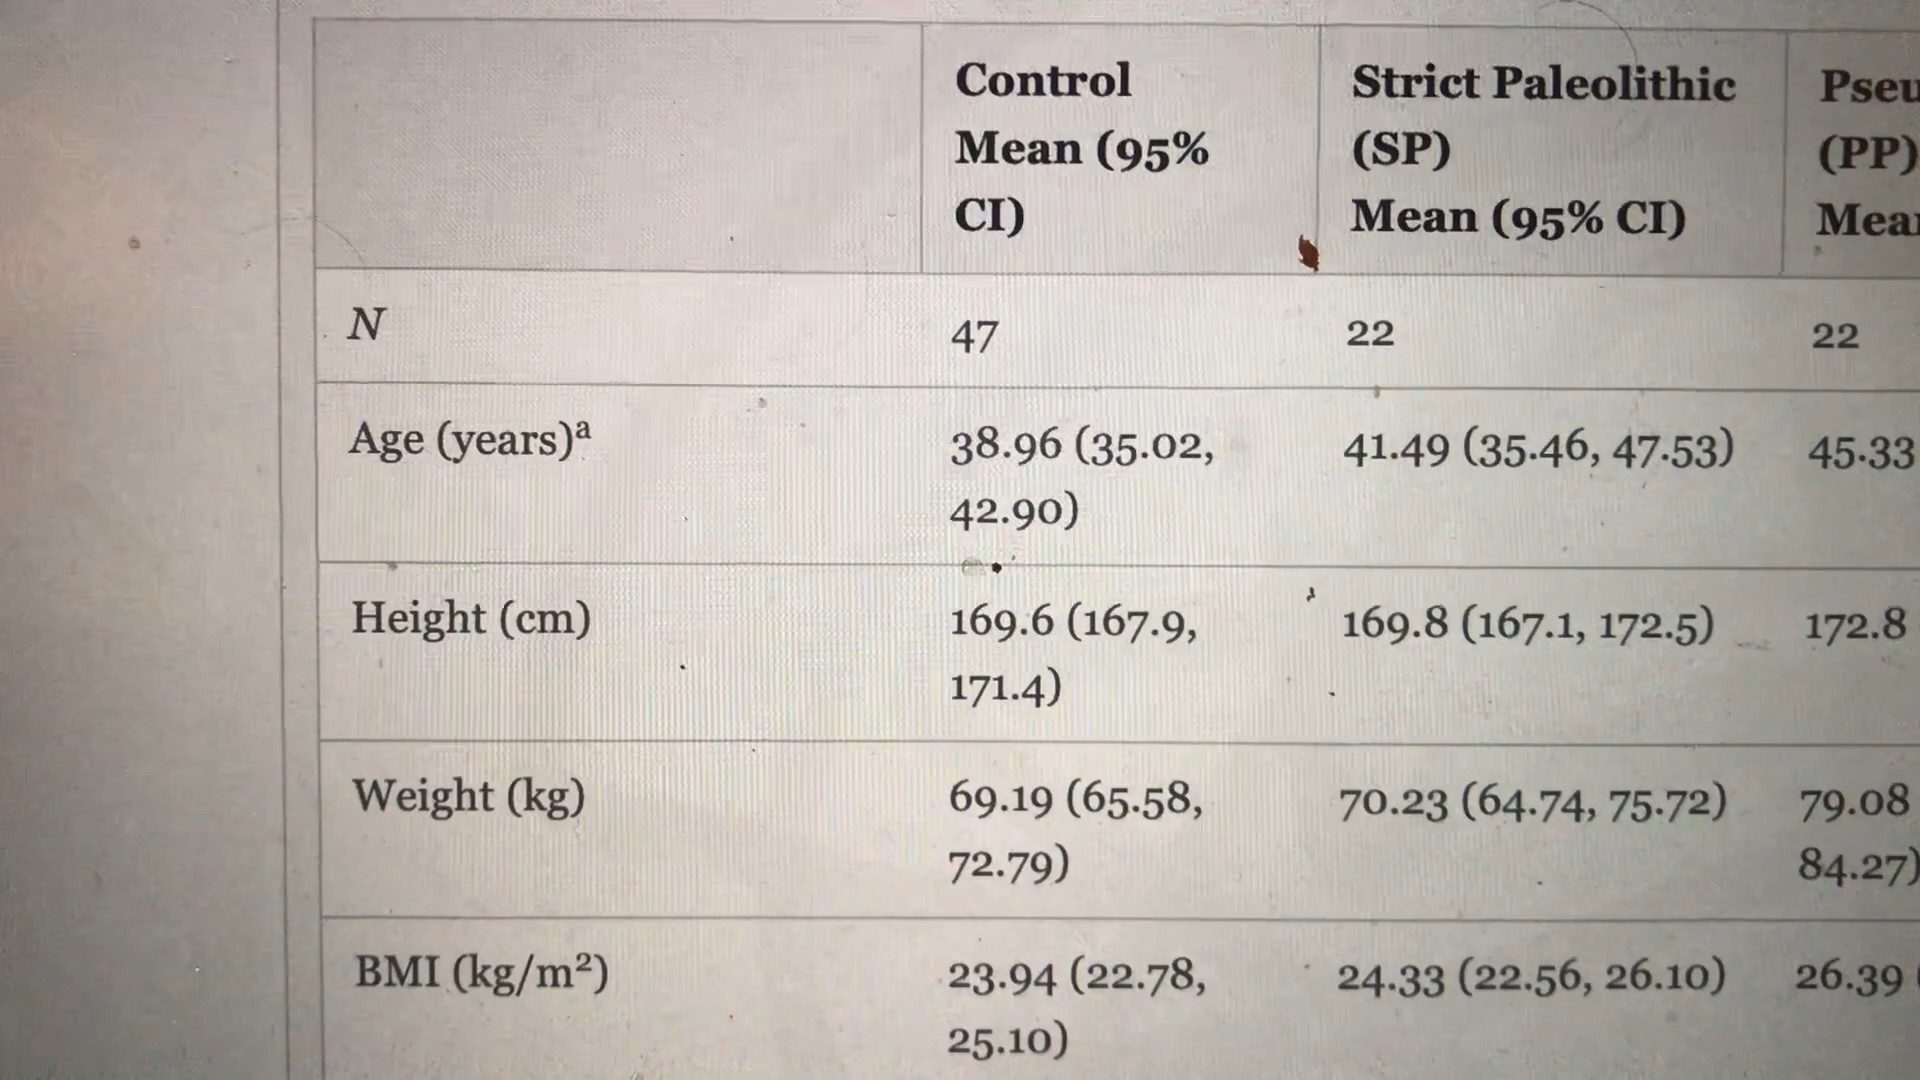 Control
Mean (95%
CI)
Strict Paleolithic
(SP)
Mean (95% CI)
(PP)
N
47
22
22
Age (years)ᵃ
38.96 (35.02,
42.90)
41.49 (35.46, 47.53)
45.33
Height (cm)
169.6 (167.9,
171.4)
169.8 (167.1, 172.5)
172.8
Weight (kg)
69.19 (65.58,
72.79)
70.23 (64.74, 75.72)
79.08
84.27)
BMI (kg/m²)
23.94 (22.78,
25.10)
24.33 (22.56, 26.10)
26.39